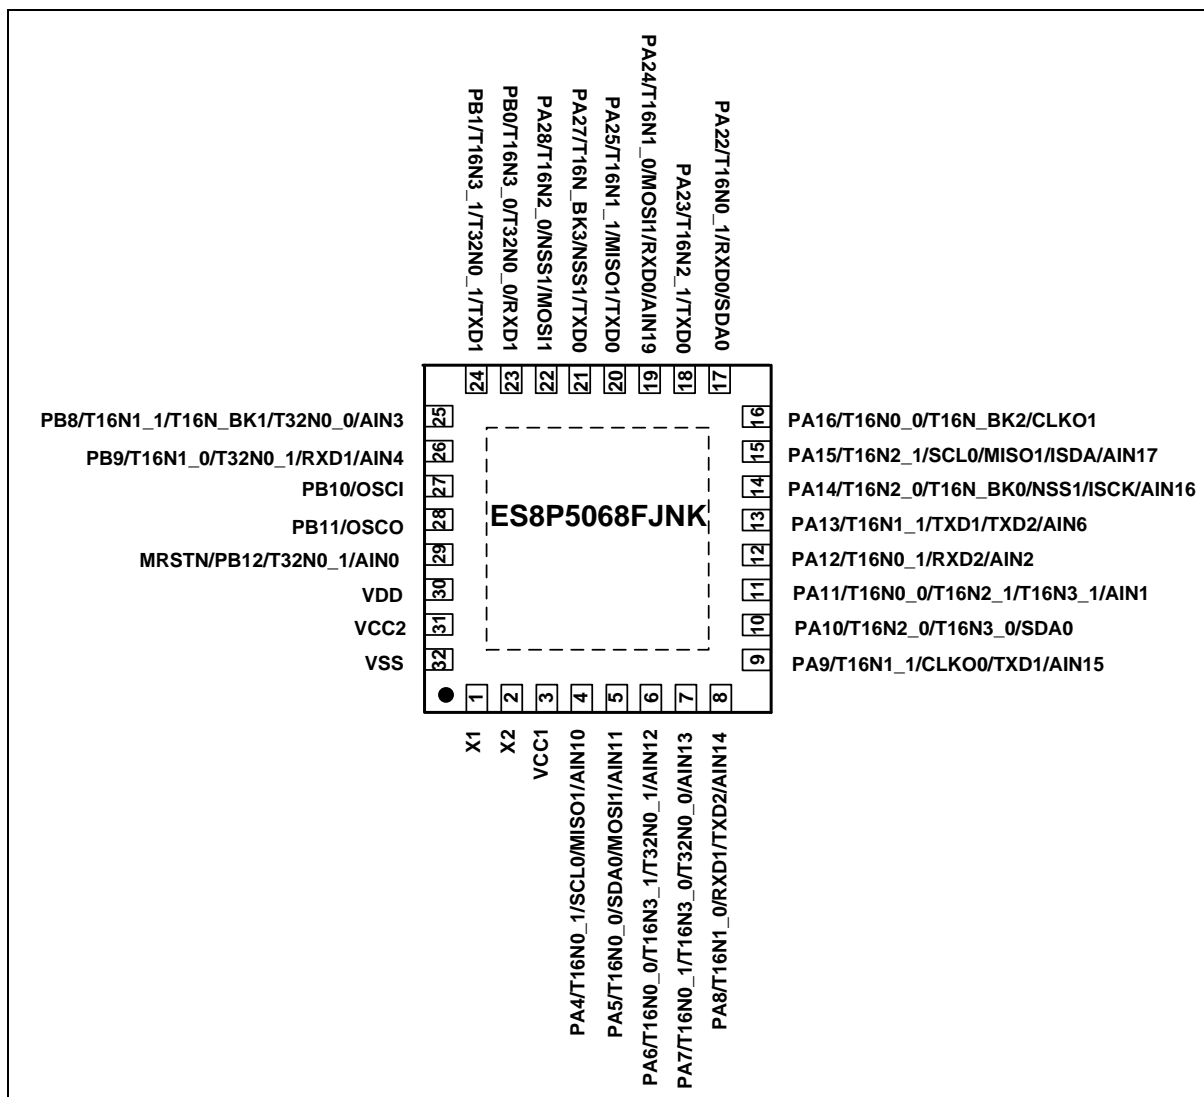 PB1/T16N3_1/T32N0_1/TXD1
PB0/T16N3_0/T32N0_0/RXD1
PA28/T16N2_0/NSS1/MOSI1
PA27/T16N_BK3/NSS1/TXD0
PA25/T16N1_1/MISO1/TXD0
PA24/T16N1_0/MOSI1/RXD0/AIN19
PA23/T16N2_1/TXD0
PA22/T16N0_1/RXD0/SDA0
24
23
22
21
20
19
18
17
PB8/T16N1_1/T16N_BK1/T32N0_0/AIN3
25
PB9/T16N1_0/T32N0_1/RXD1/AIN4
26
PB10/OSCI
27
PB11/OSCO
28
MRSTN/PB12/T32N0_1/AIN0
29
VDD
30
VCC2
31
VSS
32
ES8P5068FJNK
16
PA16/T16N0_0/T16N_BK2/CLKO1
15
PA15/T16N2_1/SCL0/MISO1/ISDA/AIN17
14
PA14/T16N2_0/T16N_BK0/NSS1/ISCK/AIN16
13
PA13/T16N1_1/TXD1/TXD2/AIN6
12
PA12/T16N0_1/RXD2/AIN2
11
PA11/T16N0_0/T16N2_1/T16N3_1/AIN1
10
PA10/T16N2_0/T16N3_0/SDA0
9
PA9/T16N1_1/CLKO0/TXD1/AIN15
1
2
3
4
5
6
7
8
X1
X2
VCC1
PA4/T16N0_1/SCL0/MISO1/AIN10
PA5/T16N0_0/SDA0/MOSI1/AIN11
PA6/T16N0_0/T16N3_1/T32N0_1/AIN12
PA7/T16N0_1/T16N3_0/T32N0_0/AIN13
PA8/T16N1_0/RXD1/TXD2/AIN14